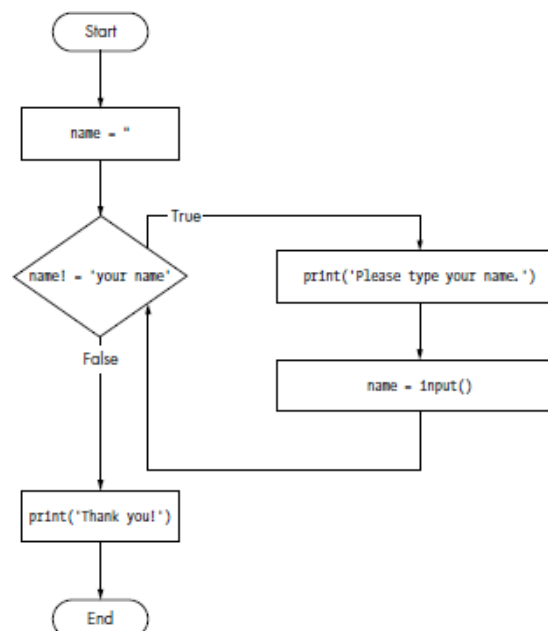 Start
name = "
True
name! = 'your name'
print('Please type your name.')
name = input()
False
print('Thank you!')
End